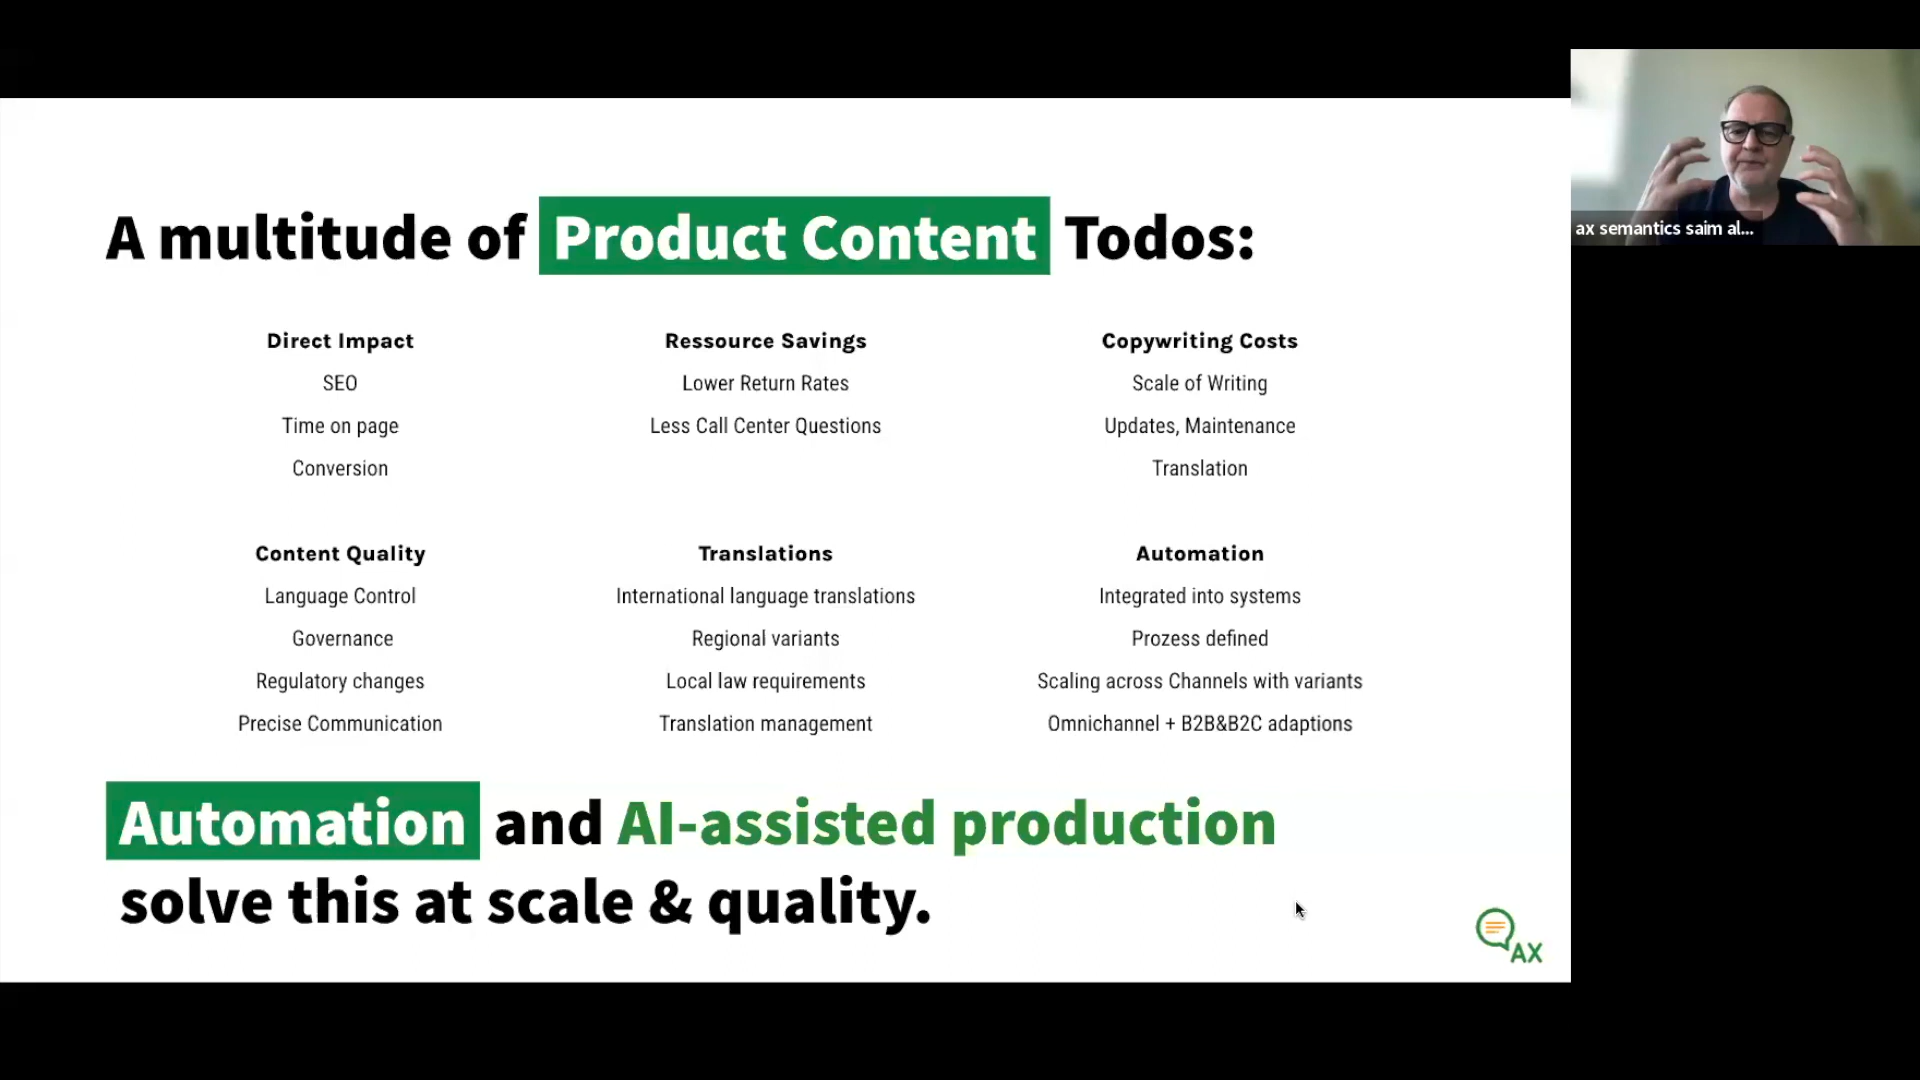 A multitude of Product Content Todos:
Direct Impact
SEO
Time on page
Conversion
Ressource Savings
Lower Return Rates
Less Call Center Questions
Copywriting Costs
Scale of Writing
Updates, Maintenance
Translation
Content Quality
Language Control
Governance
Regulatory changes
Precise Communication
Translations
International language translations
Regional variants
Local law requirements
Translation management
Automation
Integrated into systems
Prozess defined
Scaling across Channels with variants
Omnichannel + B2B&B2C adaptions
Automation and AI-assisted production
solve this at scale & quality.
AX
ax semantics saim al...